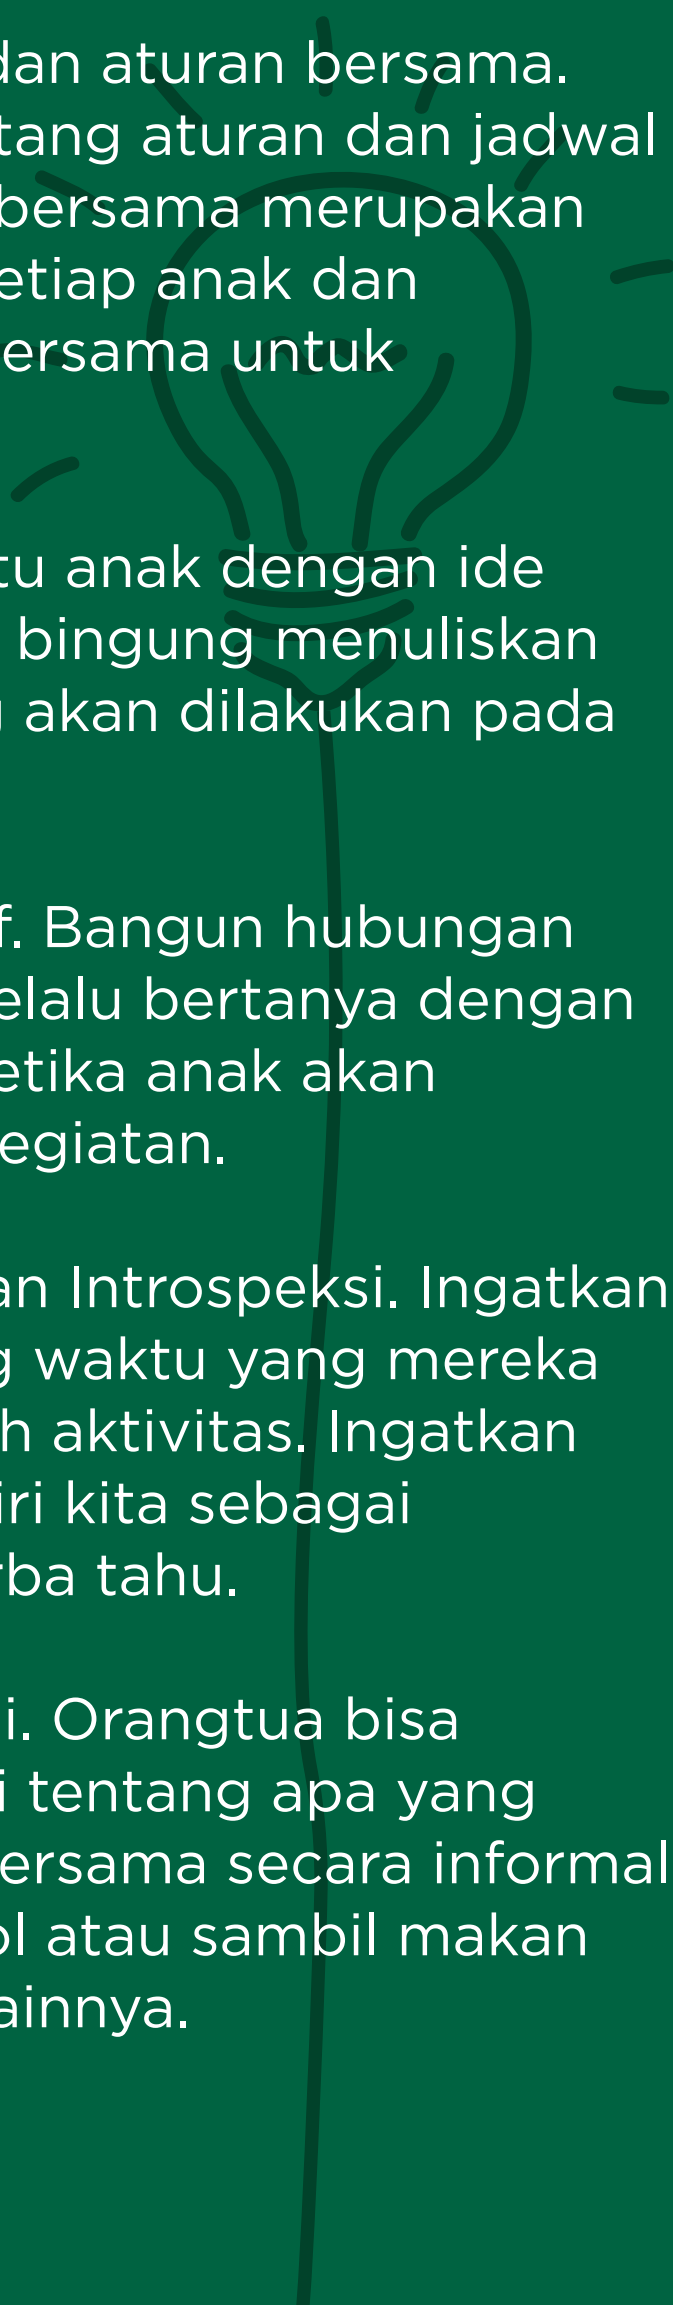 dan aturan bersama.
tang aturan dan jadwal
bersama merupakan
etiap anak dan
ersama untuk
tu anak dengan ide
bingung menuliskan
akan dilakukan pada
f. Bangun hubungan
elalu bertanya dengan
etika anak akan
egiatan.
an Introspeksi. Ingatkan
g waktu yang mereka
h aktivitas. Ingatkan
iri kita sebagai
rba tahu.
i. Orangtua bisa
i tentang apa yang
ersama secara informal
ol atau sambil makan
ainnya.